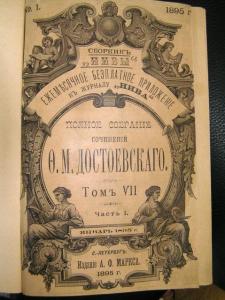 № 1.
1895 г.
СБОРНИКЪ
„НИВЫ"
ЕЖЕМѢСЯЧНОЕ БЕЗПЛАТНОЕ ПРИЛОЖЕНІЕ
КЪ ЖУРНАЛУ „НИВА"
ПОЛНОЕ СОБРАНІЕ
СОЧИНЕНІЙ
Ѳ. М. ДОСТОЕВСКАГО.
ТОМЪ VII
ЧАСТЬ I.
ЯНВАРЬ 1895 г.
С.-ПЕТЕРБУРГЪ.
Изданіе А. Ф. МАРКСА.
1895 г.